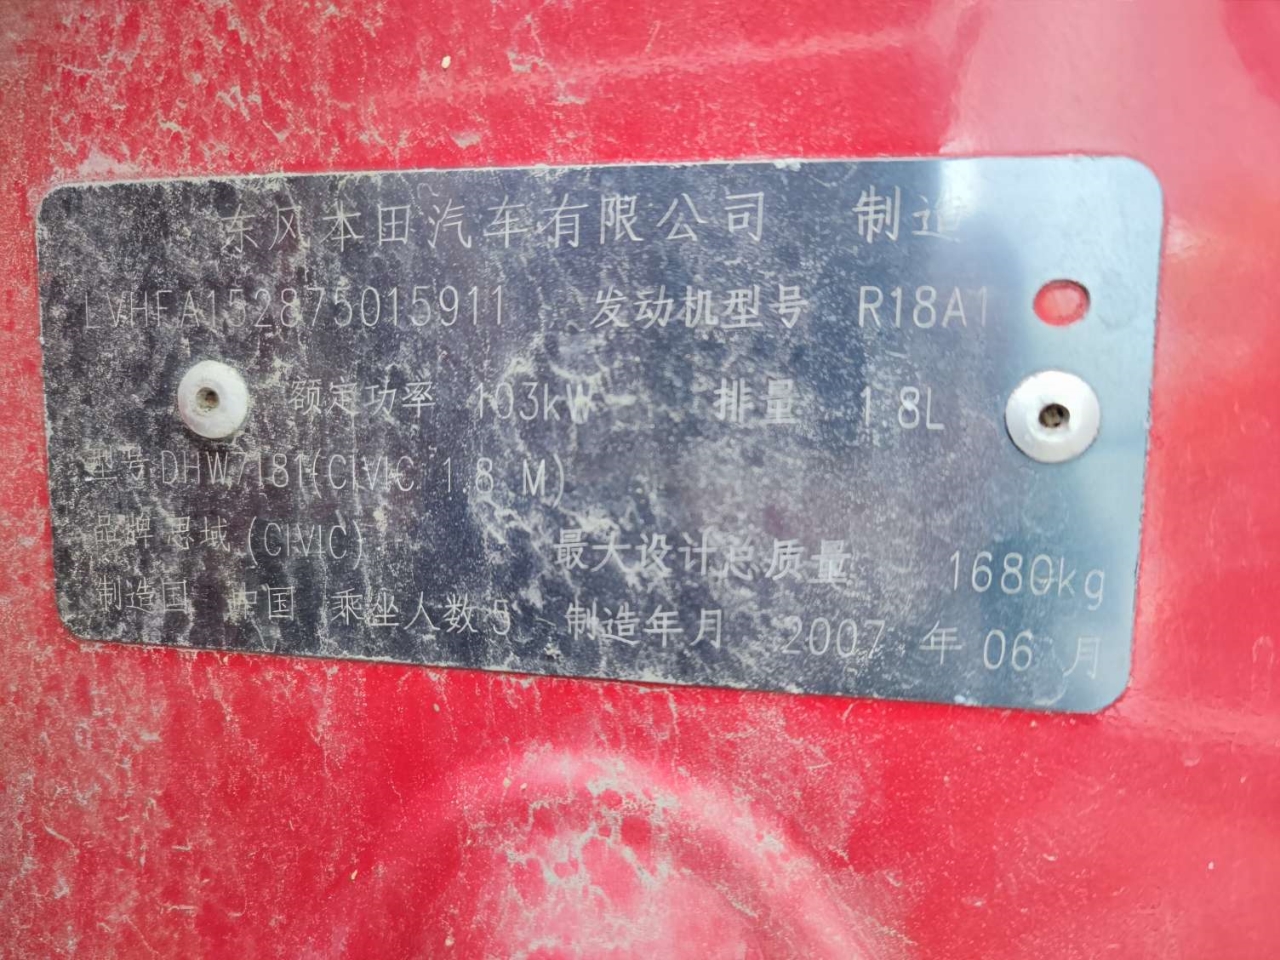 东风本田汽车有限公司 制造
LVHFA152875015911 发动机型号 R18A1
额定功率 103kW 排量 1.8L
型号 DHW7181(CIVIC 1.8 M)
品牌 思域 (CIVIC) 最大设计总质量 1680kg
制造国 中国 乘坐人数 5 制造年月 2007 年 06 月